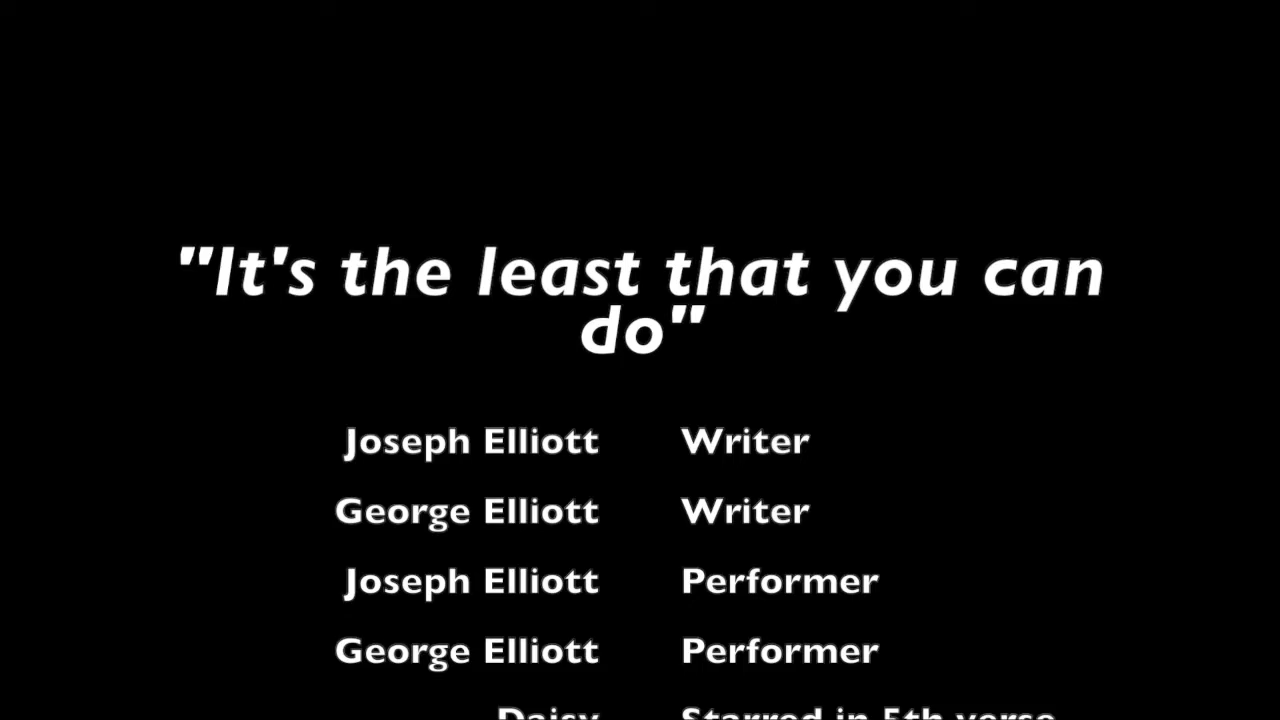 "It's the least that you can
do"
Joseph Elliott Writer
George Elliott Writer
Joseph Elliott Performer
George Elliott Performer
Daisy Starred in 5th verse